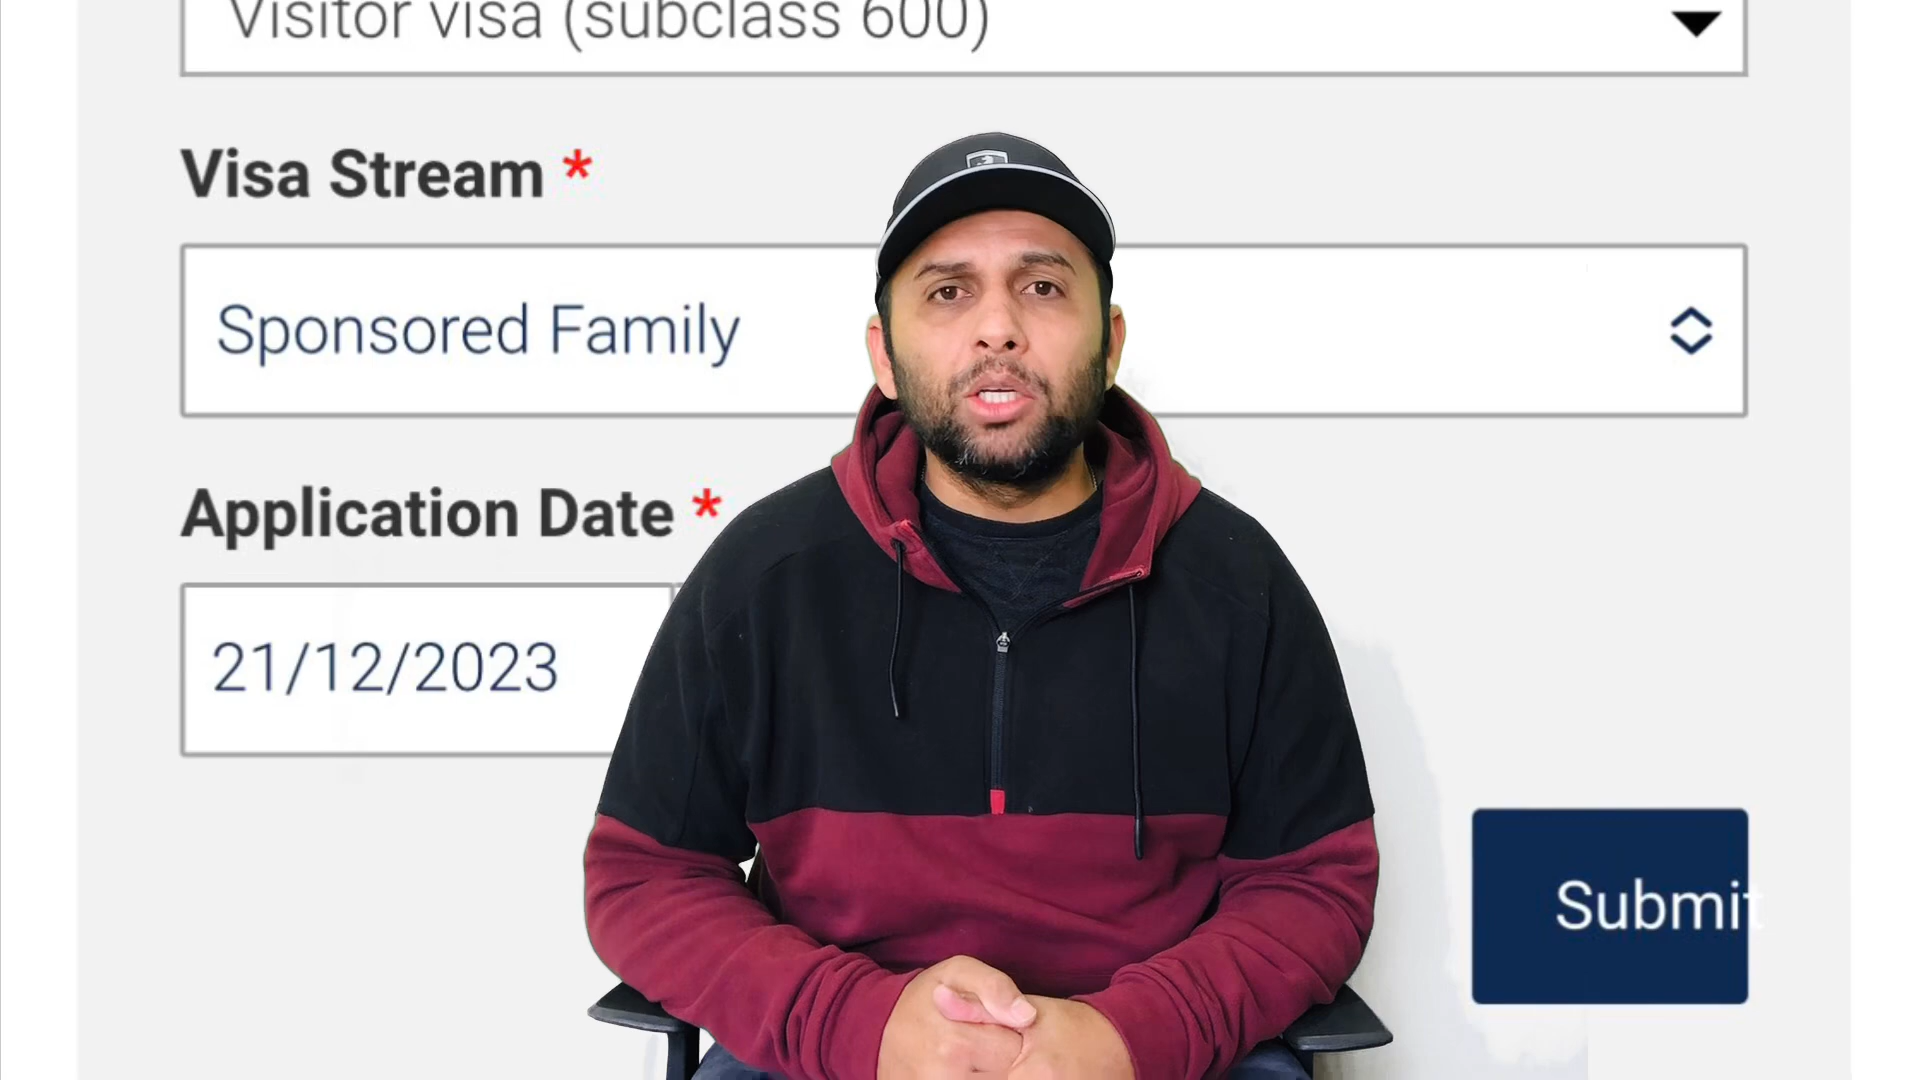 Visitor visa (subclass 600)
Visa Stream *
Sponsored Family
Application Date *
21/12/2023
Submit